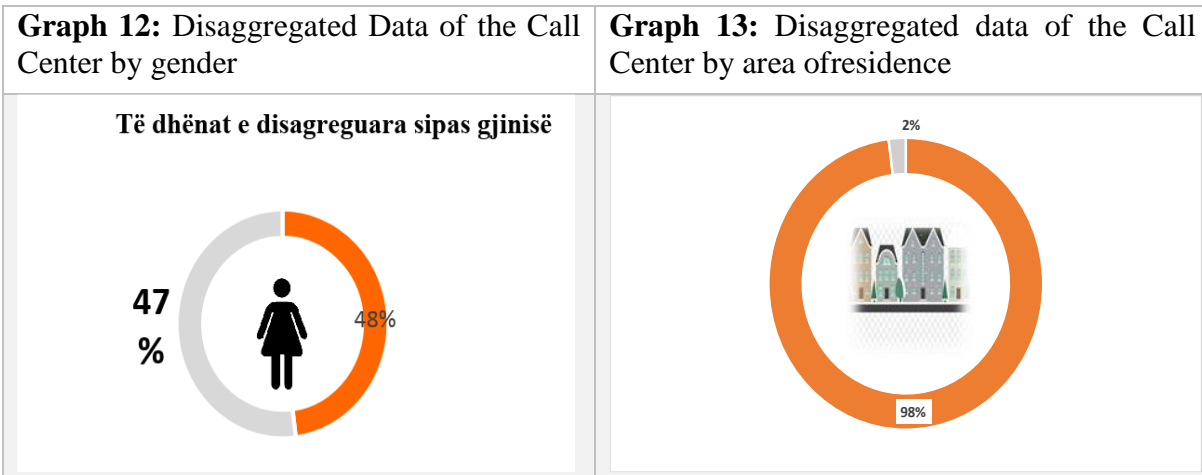 Graph 12: Disaggregated Data of the Call
Center by gender
Graph 13: Disaggregated data of the Call
Center by area ofresidence
Të dhënat e disagreguara sipas gjinisë
47
%
48%
2%
98%